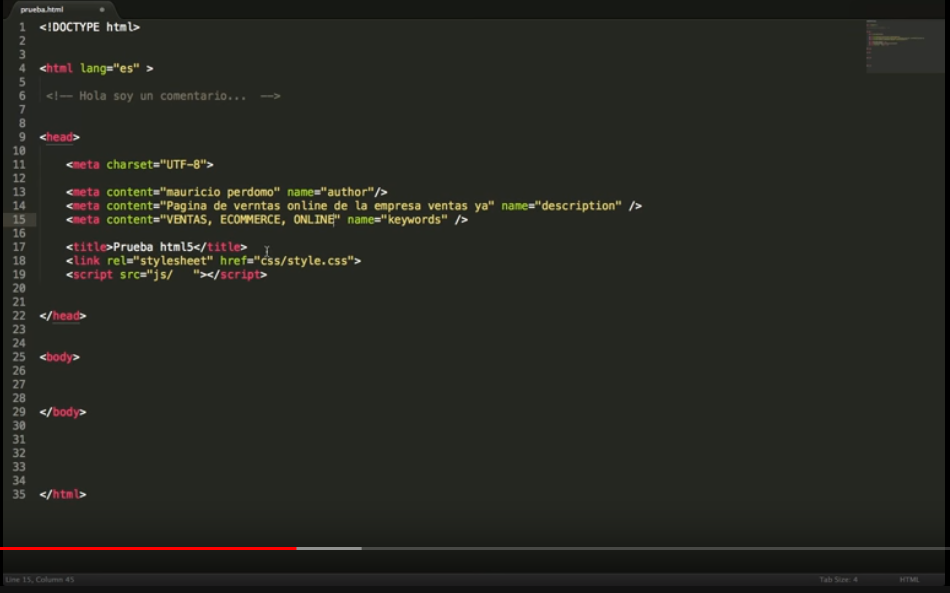 prueba.html
1 <!DOCTYPE html>
2
3
4 <html lang="es" >
5
6 <!-- Hola soy un comentario... -->
7
8
9 <head>
10
11 <meta charset="UTF-8">
12
13 <meta content="mauricio perdomo" name="author"/>
14 <meta content="Pagina de verntas online de la empresa ventas ya" name="description" />
15 <meta content="VENTAS, ECOMMERCE, ONLINE" name="keywords" />
16
17 <title>Prueba html5</title>
18 <link rel="stylesheet" href="css/style.css">
19 <script src="js/   "></script>
20
21
22 </head>
23
24
25 <body>
26
27
28
29 </body>
30
31
32
33
34
35 </html>
Line 15, Column 45 Tab Size: 4 HTML